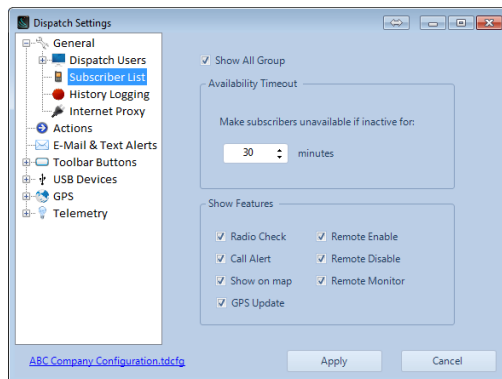 Dispatch Settings
General
Dispatch Users
Subscriber List
History Logging
Internet Proxy
Actions
E-Mail & Text Alerts
Toolbar Buttons
USB Devices
GPS
Telemetry
Show All Group
Availability Timeout
Make subscribers unavailable if inactive for:
30 minutes
Show Features
Radio Check Remote Enable
Call Alert Remote Disable
Show on map Remote Monitor
GPS Update
ABC Company Configuration.tdcfg Apply Cancel